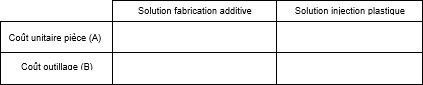 Solution fabrication additive Solution injection plastique
Coût unitaire pièce (A)
Coût outillage (B)